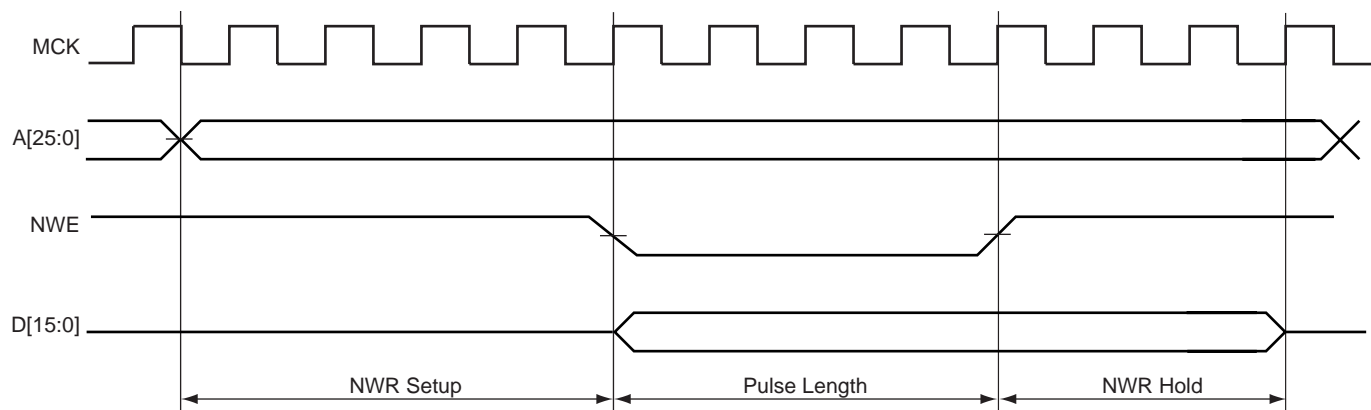 MCK
A[25:0]
NWE
D[15:0]
NWR Setup
Pulse Length
NWR Hold